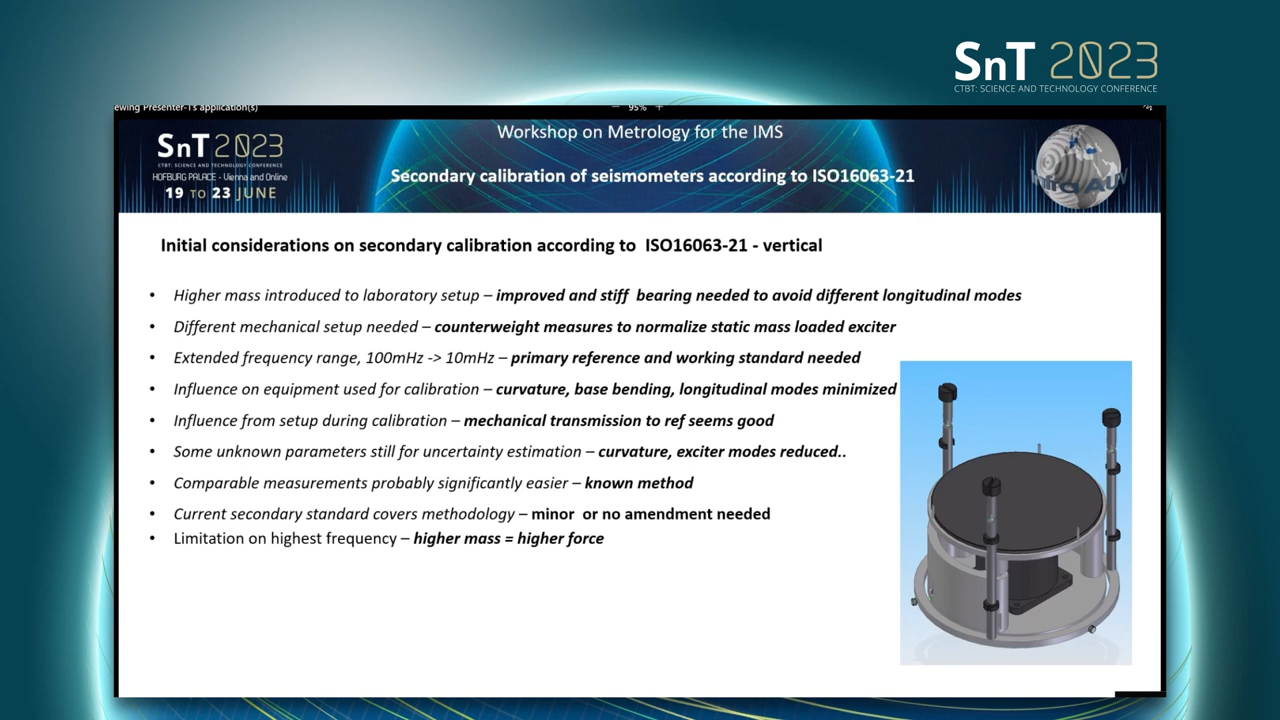 SnT 2023
CTBT: SCIENCE AND TECHNOLOGY CONFERENCE
ewing Presenter-1's application(s)
95%
SnT 2023
CTBT: SCIENCE AND TECHNOLOGY CONFERENCE
HOFBURG PALACE - Vienna and Online
19 TO 23 JUNE
Workshop on Metrology for the IMS
Secondary calibration of seismometers according to ISO16063-21
Initial considerations on secondary calibration according to ISO16063-21 - vertical
• Higher mass introduced to laboratory setup – improved and stiff bearing needed to avoid different longitudinal modes
• Different mechanical setup needed – counterweight measures to normalize static mass loaded exciter
• Extended frequency range, 100mHz -> 10mHz – primary reference and working standard needed
• Influence on equipment used for calibration – curvature, base bending, longitudinal modes minimized
• Influence from setup during calibration – mechanical transmission to ref seems good
• Some unknown parameters still for uncertainty estimation – curvature, exciter modes reduced..
• Comparable measurements probably significantly easier – known method
• Current secondary standard covers methodology – minor or no amendment needed
• Limitation on highest frequency – higher mass = higher force